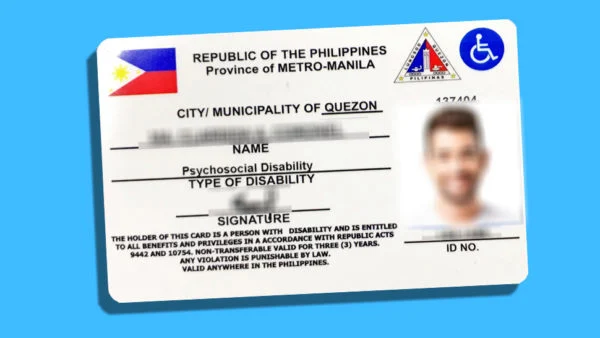 REPUBLIC OF THE PHILIPPINES
Province of METRO-MANILA
PILIPINAS
CITY/ MUNICIPALITY OF QUEZON
137404
NAME
Psychosocial Disability
TYPE OF DISABILITY
SIGNATURE
THE HOLDER OF THIS CARD IS A PERSON WITH DISABILITY AND IS ENTITLED
TO ALL BENEFITS AND PRIVILEGES IN A ACCORDANCE WITH REPUBLIC ACTS
9442 AND 10754. NON-TRANSFERABLE VALID FOR THREE (3) YEARS.
ANY VIOLATION IS PUNISHABLE BY LAW.
VALID ANYWHERE IN THE PHILIPPINES.
ID NO.